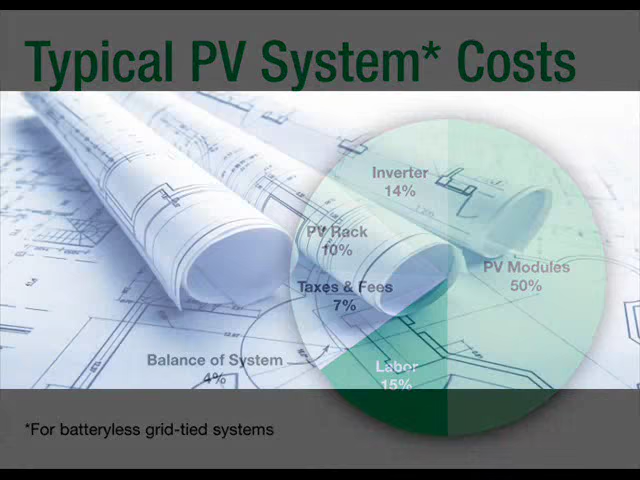 Typical PV System* Costs
Inverter
14%
PV Rack
10%
PV Modules
50%
Taxes & Fees
7%
Balance of System
4%
Labor
15%
*For batteryless grid-tied systems